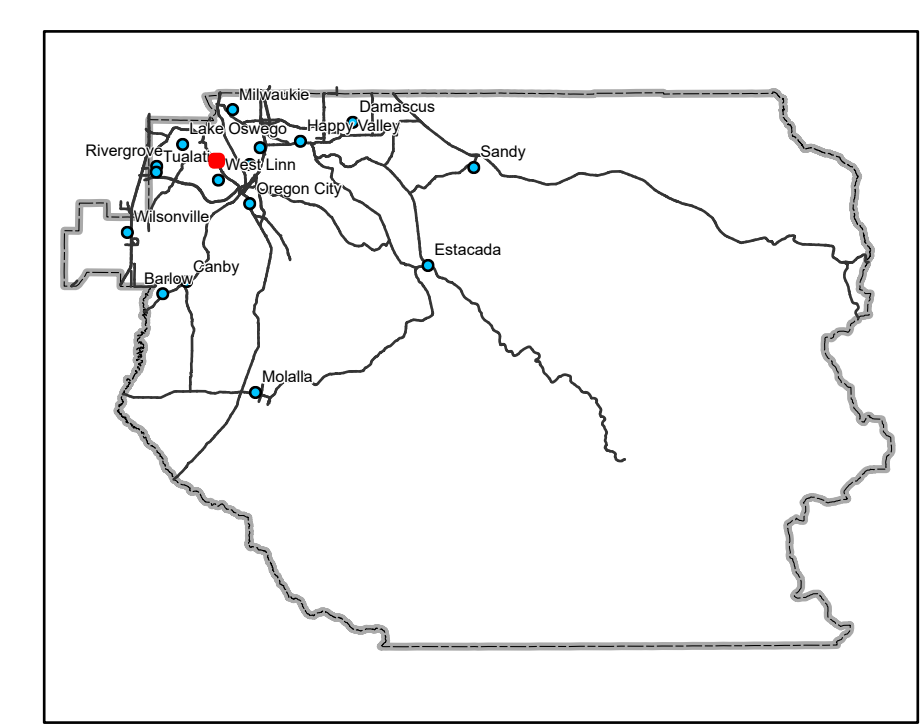 Milwaukie
Damascus
Lake Oswego
Happy Valley
Rivergrove
Tualati
West Linn
Sandy
Oregon City
Wilsonville
Estacada
Canby
Barlow
Molalla